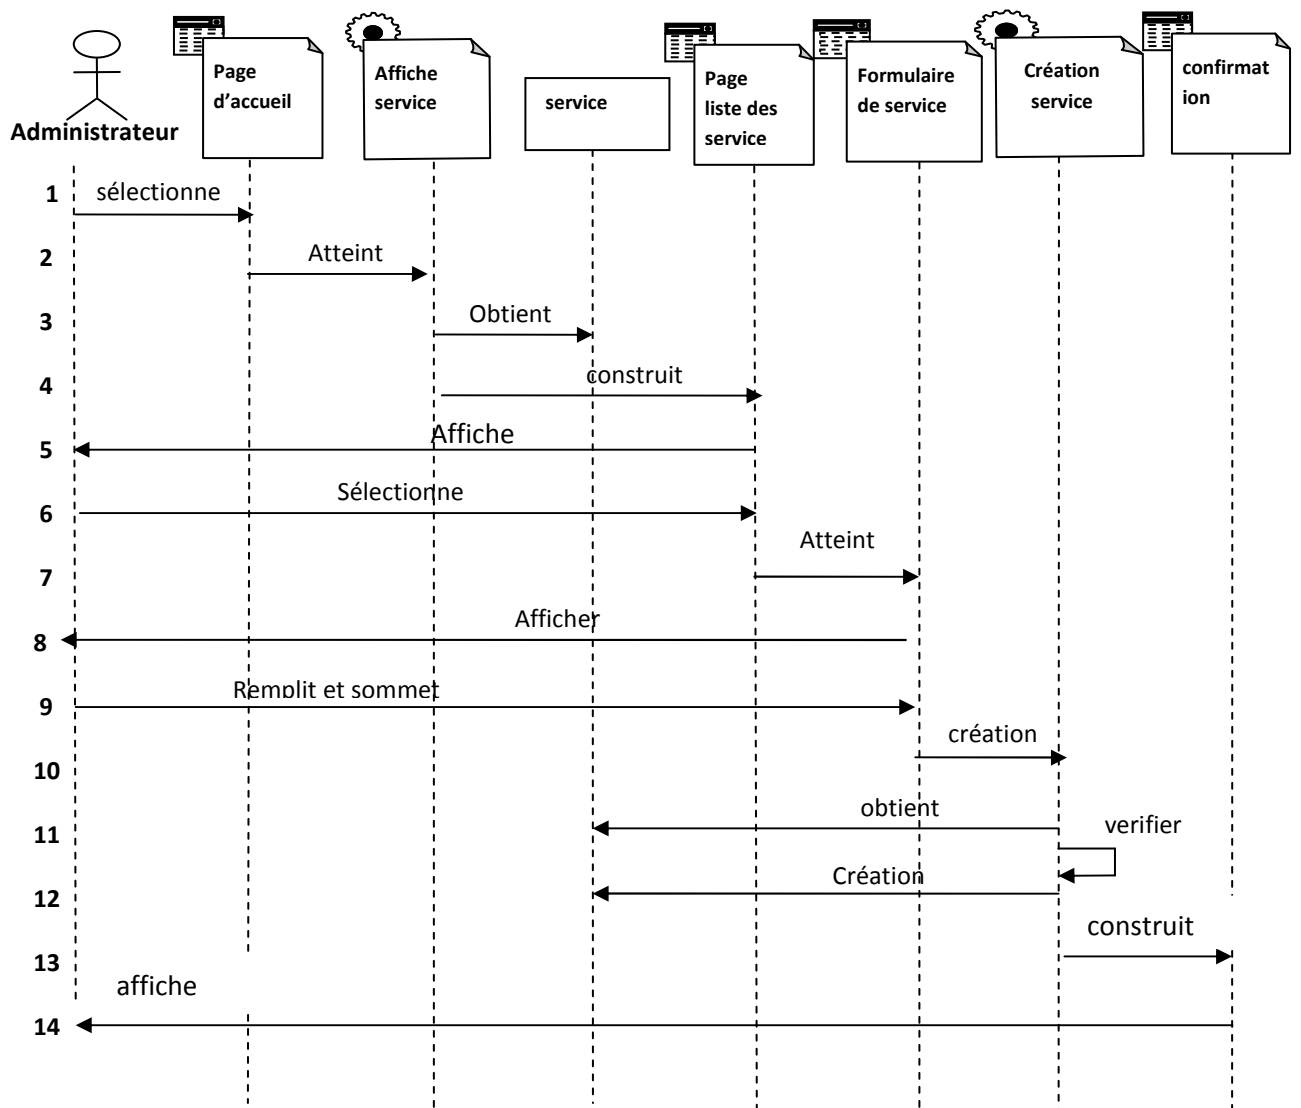 Administrateur
Page
d'accueil
Affiche
service
service
Page
liste des
service
Formulaire
de service
Création
service
confirmat
ion
1
sélectionne
2
Atteint
3
Obtient
4
construit
5
Affiche
6
Sélectionne
7
Atteint
8
Afficher
9
Remplit et sommet
10
création
11
obtient
verifier
12
Création
13
construit
14
affiche